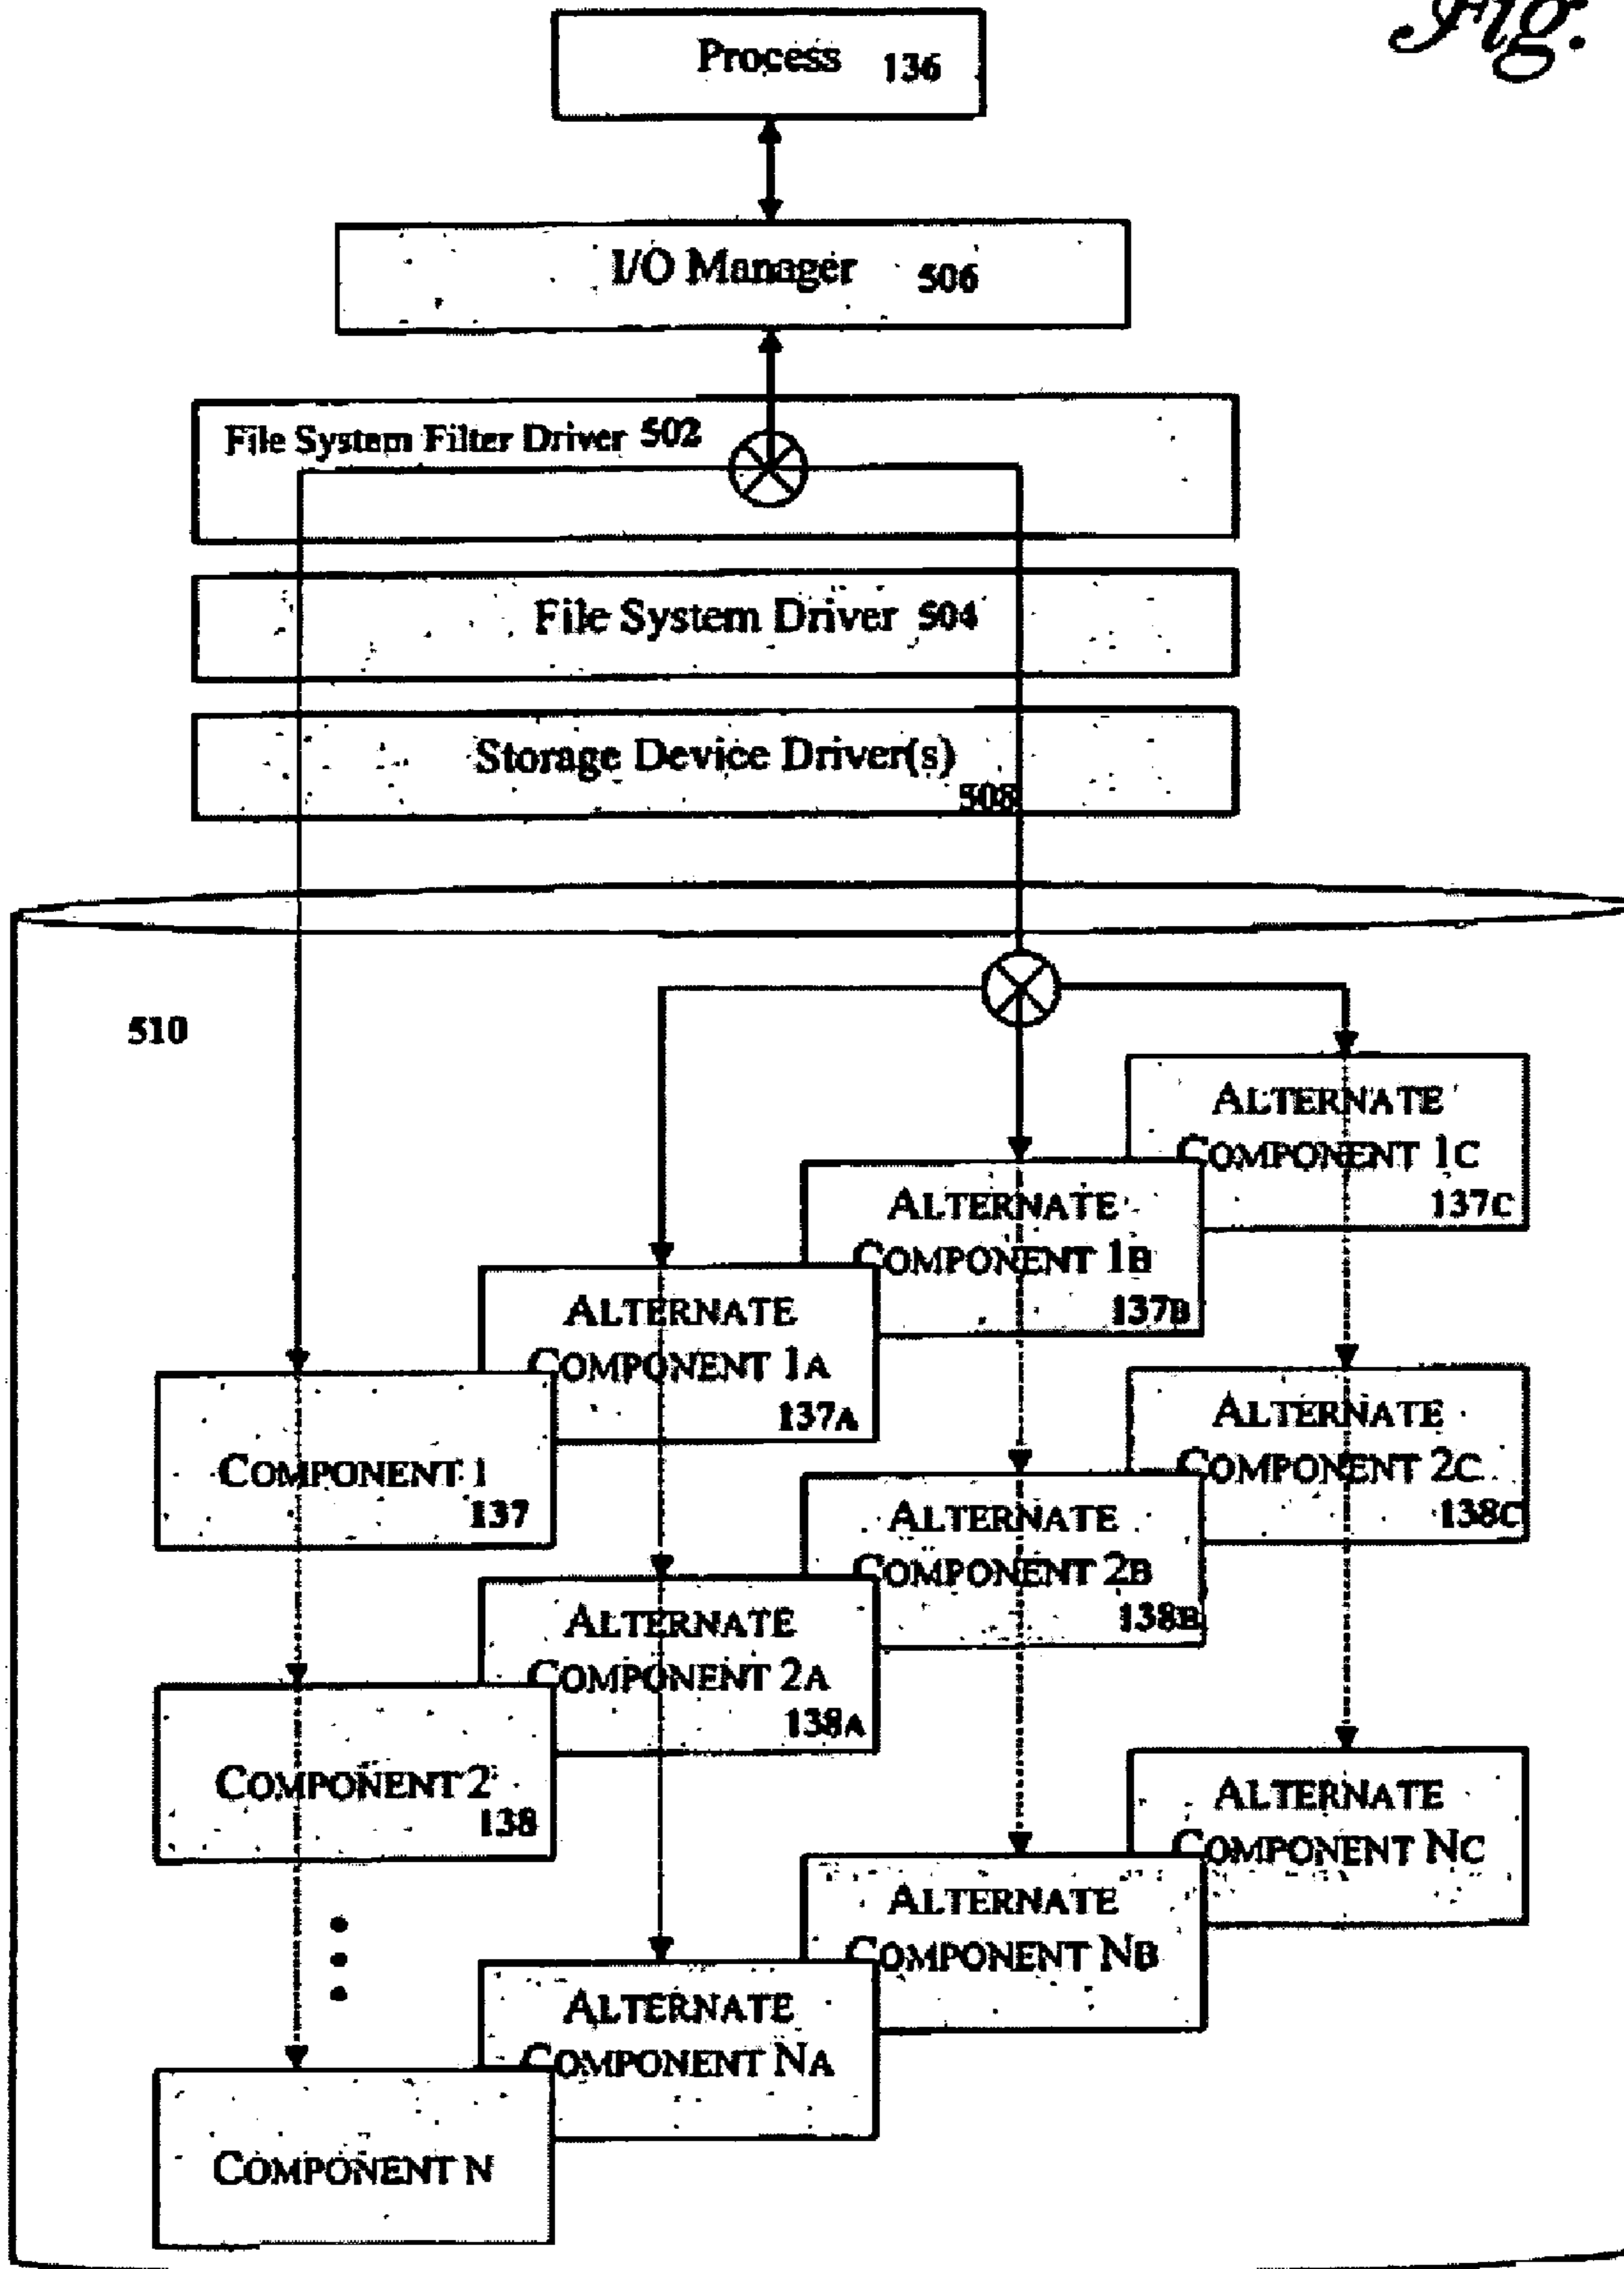 Fig.
Process 136
I/O Manager 506
File System Filter Driver 502
File System Driver 504
Storage Device Driver(s)
508
510
ALTERNATE
COMPONENT 1C
137C
ALTERNATE
COMPONENT 1B
137B
ALTERNATE
COMPONENT 1A
137A
COMPONENT 1
137
ALTERNATE
COMPONENT 2C
138C
ALTERNATE
COMPONENT 2B
138B
ALTERNATE
COMPONENT 2A
138A
COMPONENT 2
138
ALTERNATE
COMPONENT NC
ALTERNATE
COMPONENT NB
ALTERNATE
COMPONENT NA
COMPONENT N